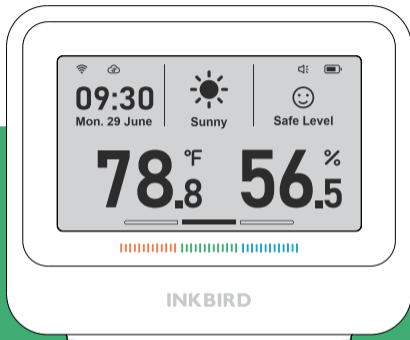 09:30
Mon. 29 June
Sunny
Safe Level
78.8 °F
56.5 %
INKBIRD